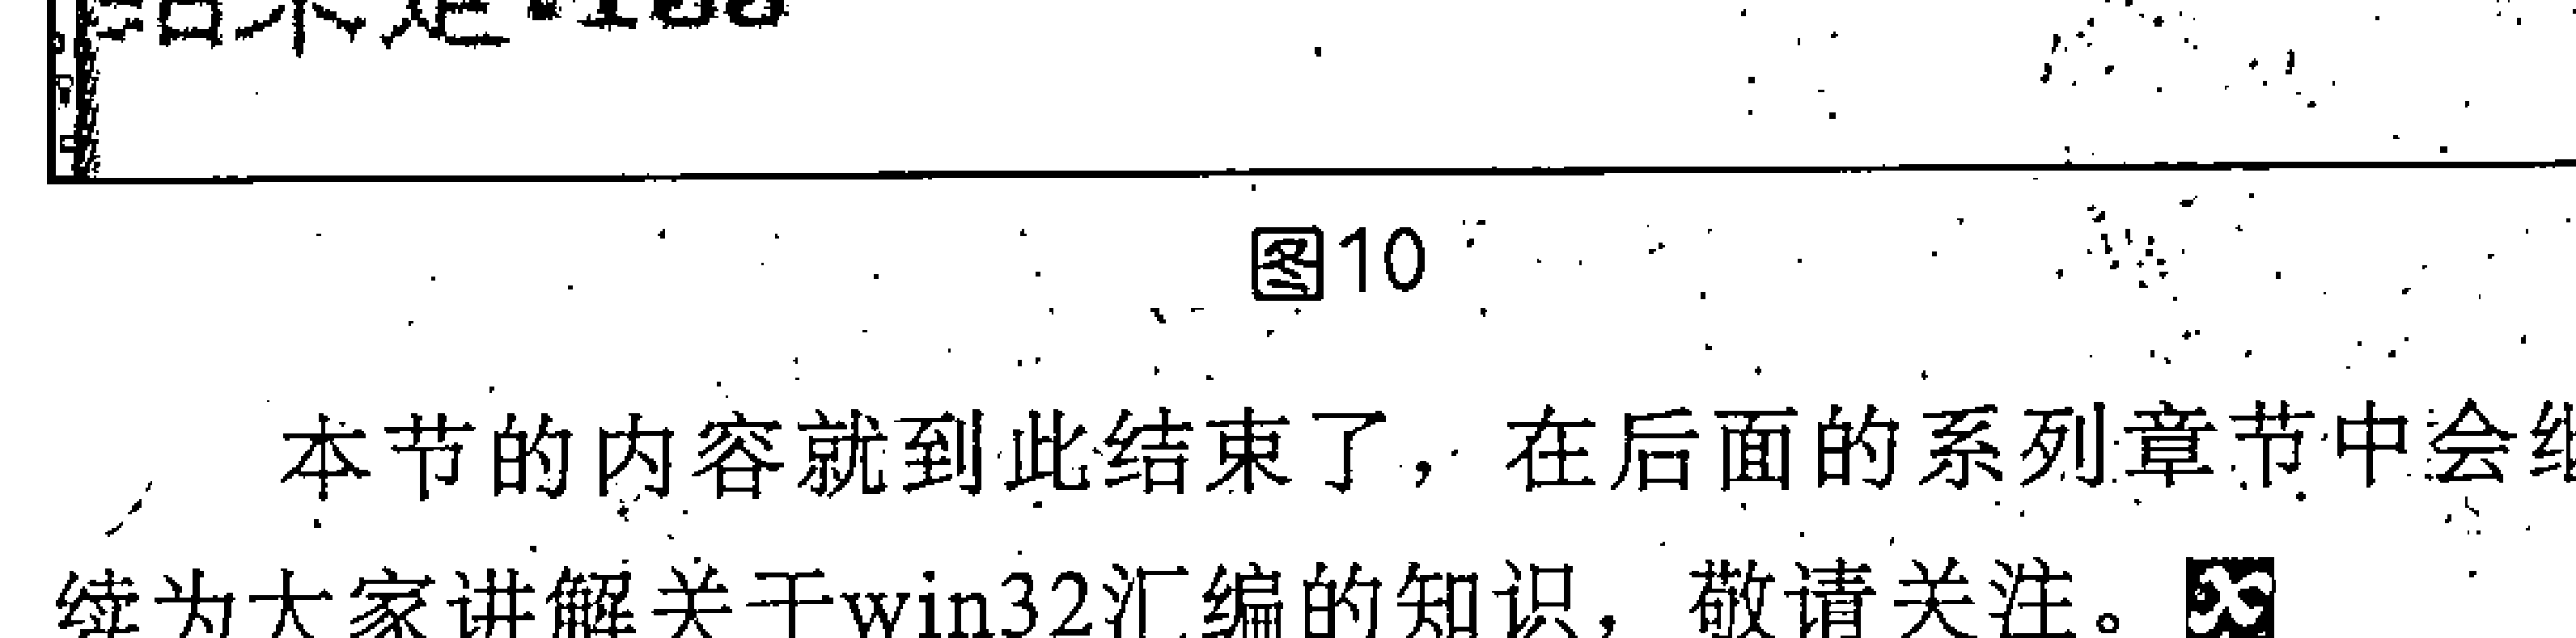 图10
本节的内容就到此结束了，在后面的系列章节中会继
续为大家讲解关于win32汇编的知识，敬请关注。